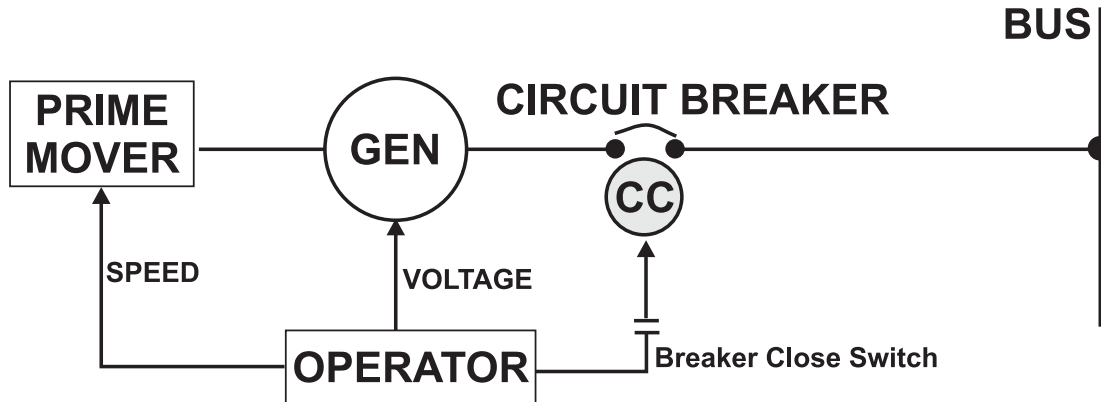 BUS
PRIME
MOVER
GEN
CIRCUIT BREAKER
CC
SPEED
VOLTAGE
OPERATOR
Breaker Close Switch